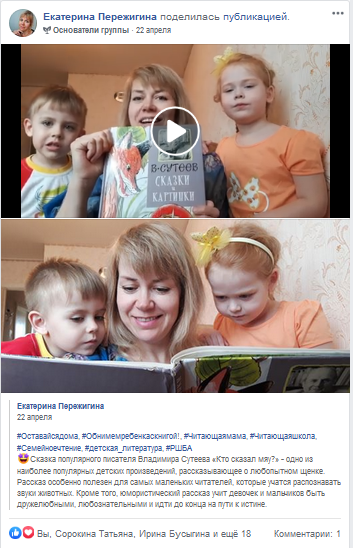 Екатерина Пережигина поделилась публикацией.
Основатели группы · 22 апреля
В·СУТЕЕВ
СКАЗКИ
И
КАРТИНКИ
Екатерина Пережигина
22 апреля
#Оставайсядома, #Обнимемребенкаскнигой!, #Читающаямама, #Читающаяшкола,
#Семейноечтение, #детская_литература, #РШБА
Сказка популярного писателя Владимира Сутеева «Кто сказал мяу?» - одно из
наиболее популярных детских произведений, рассказывающее о любопытном щенке.
Рассказ особенно полезен для самых маленьких читателей, которые учатся распознавать
звуки животных. Кроме того, юмористический рассказ учит девочек и мальчиков быть
дружелюбными, любознательными и идти до конца на пути к истине.
Вы, Сорокина Татьяна, Ирина Бусыгина и ещё 18 Комментарии: 1